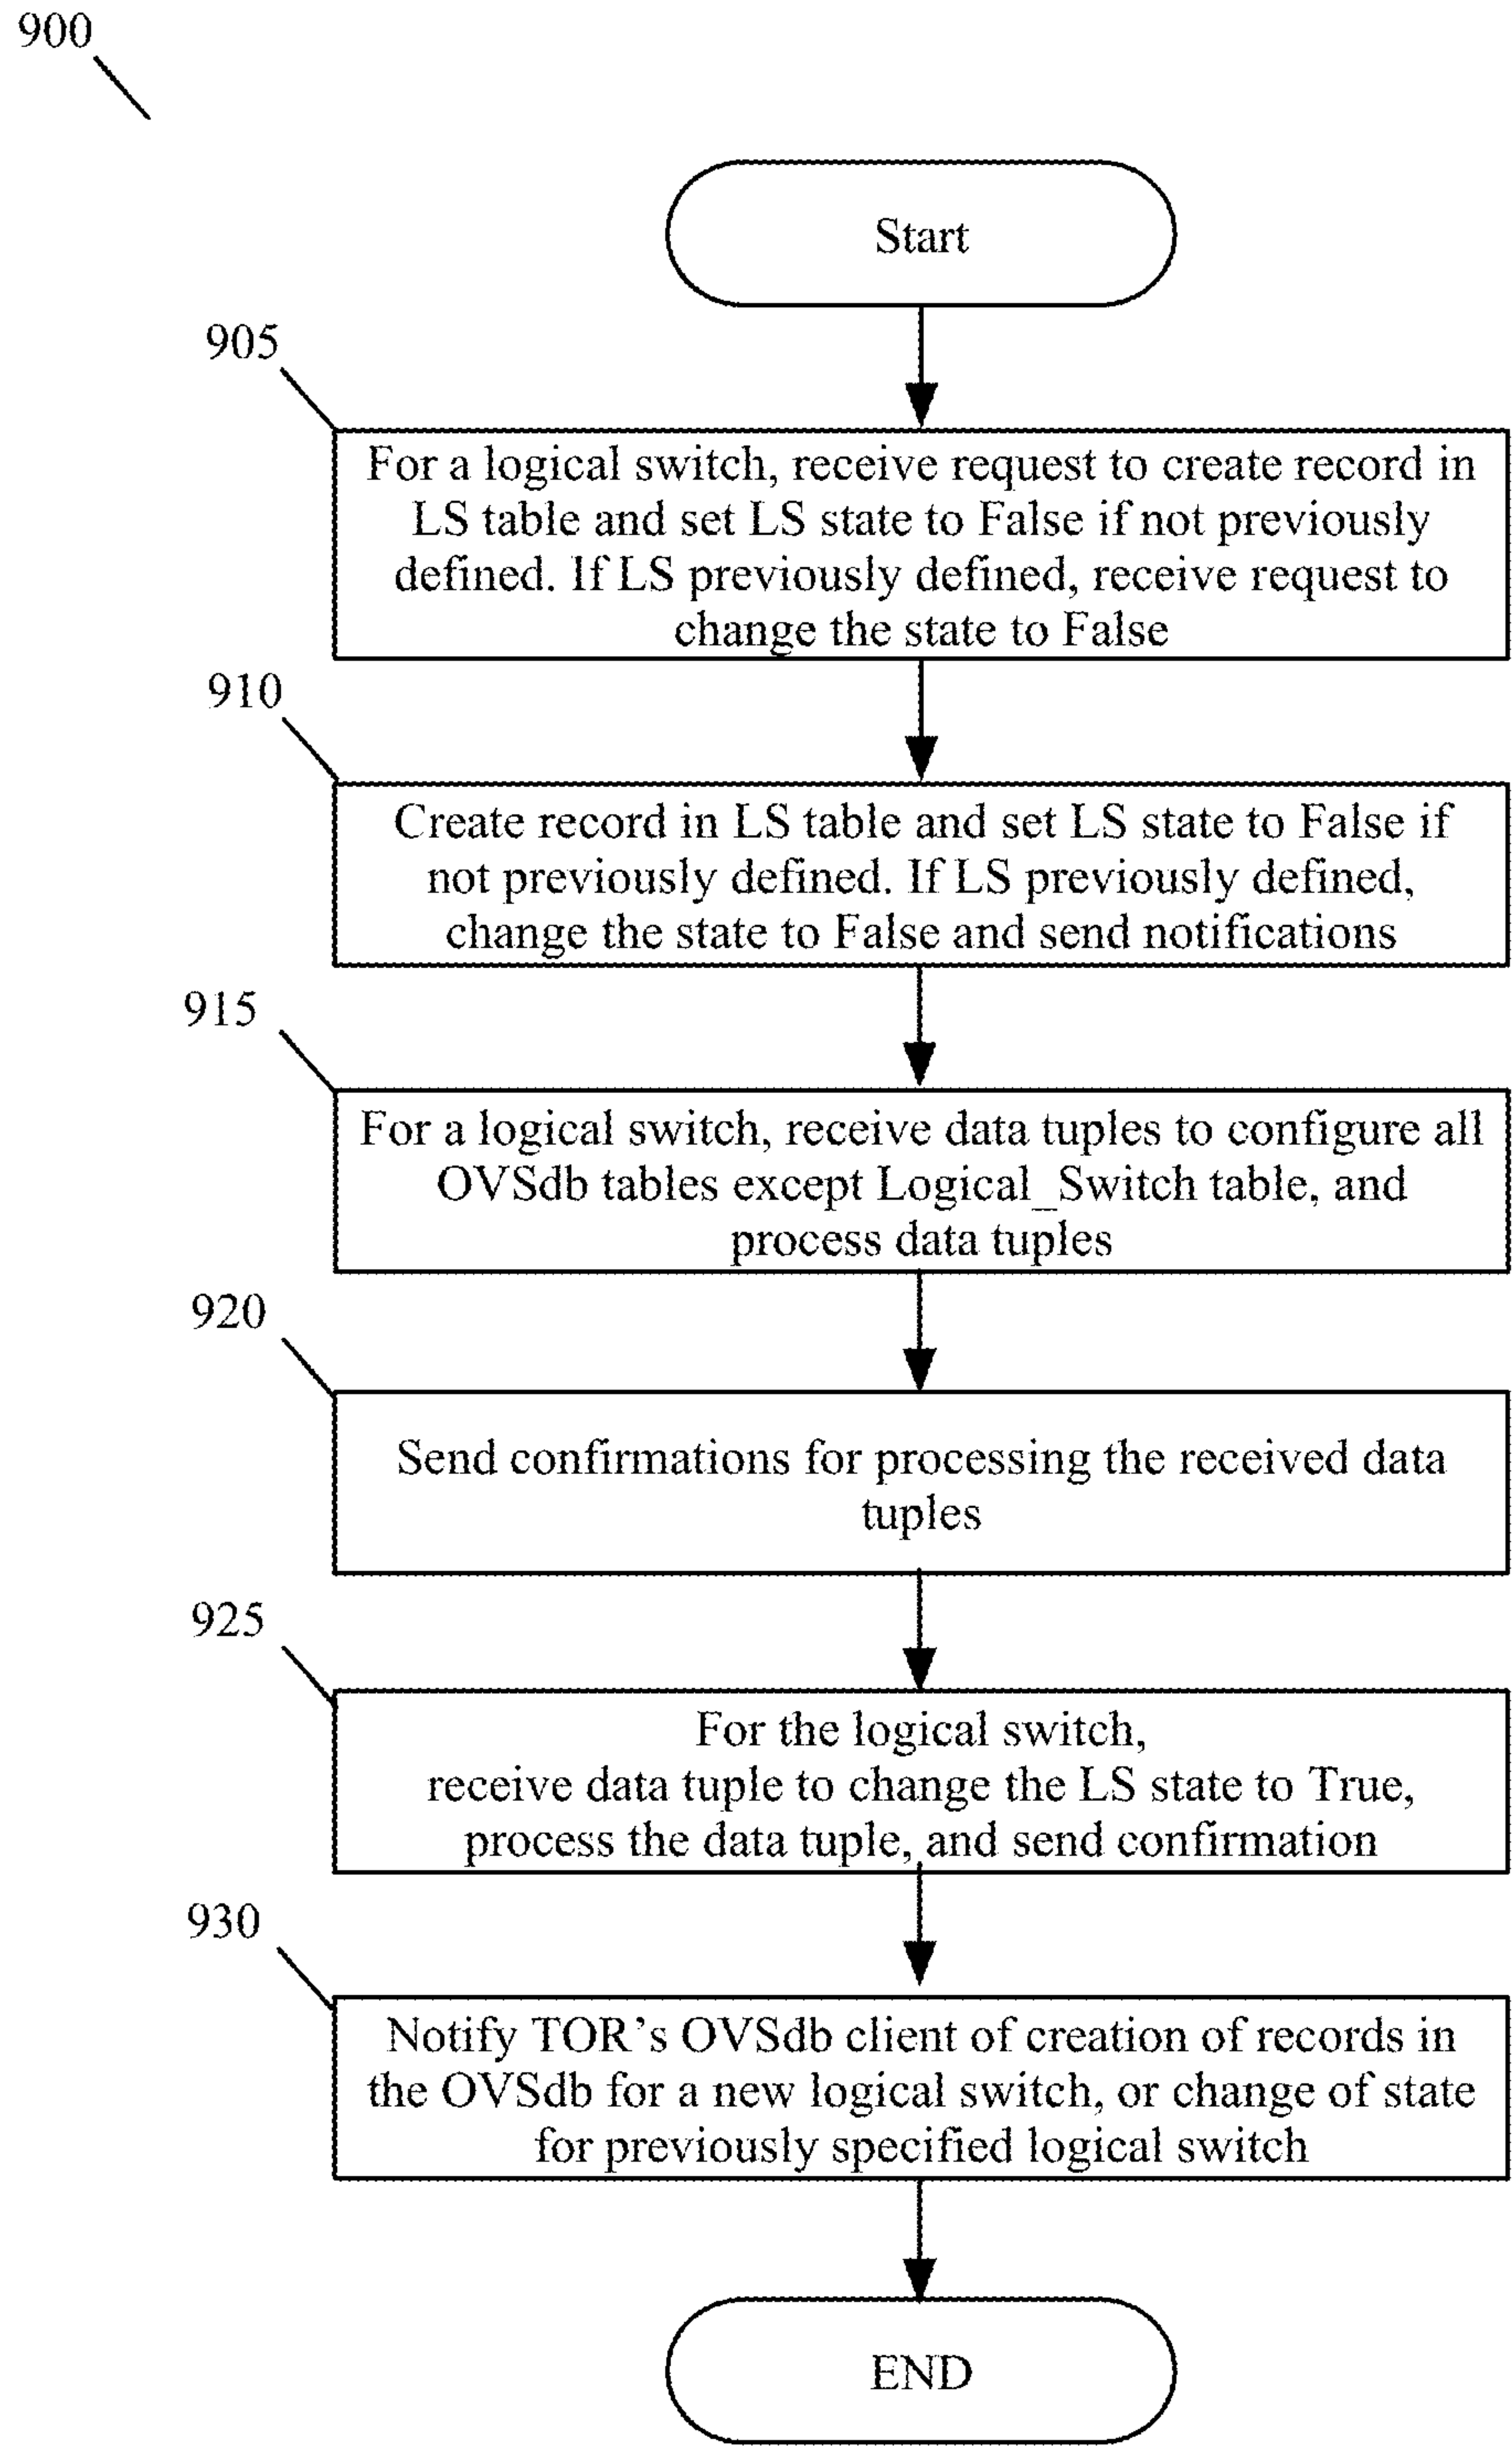 900
Start
905
For a logical switch, receive request to create record in
LS table and set LS state to False if not previously
defined. If LS previously defined, receive request to
change the state to False
910
Create record in LS table and set LS state to False if
not previously defined. If LS previously defined,
change the state to False and send notifications
915
For a logical switch, receive data tuples to configure all
OVSdb tables except Logical_Switch table, and
process data tuples
920
Send confirmations for processing the received data
tuples
925
For the logical switch,
receive data tuple to change the LS state to True,
process the data tuple, and send confirmation
930
Notify TOR’s OVSdb client of creation of records in
the OVSdb for a new logical switch, or change of state
for previously specified logical switch
END